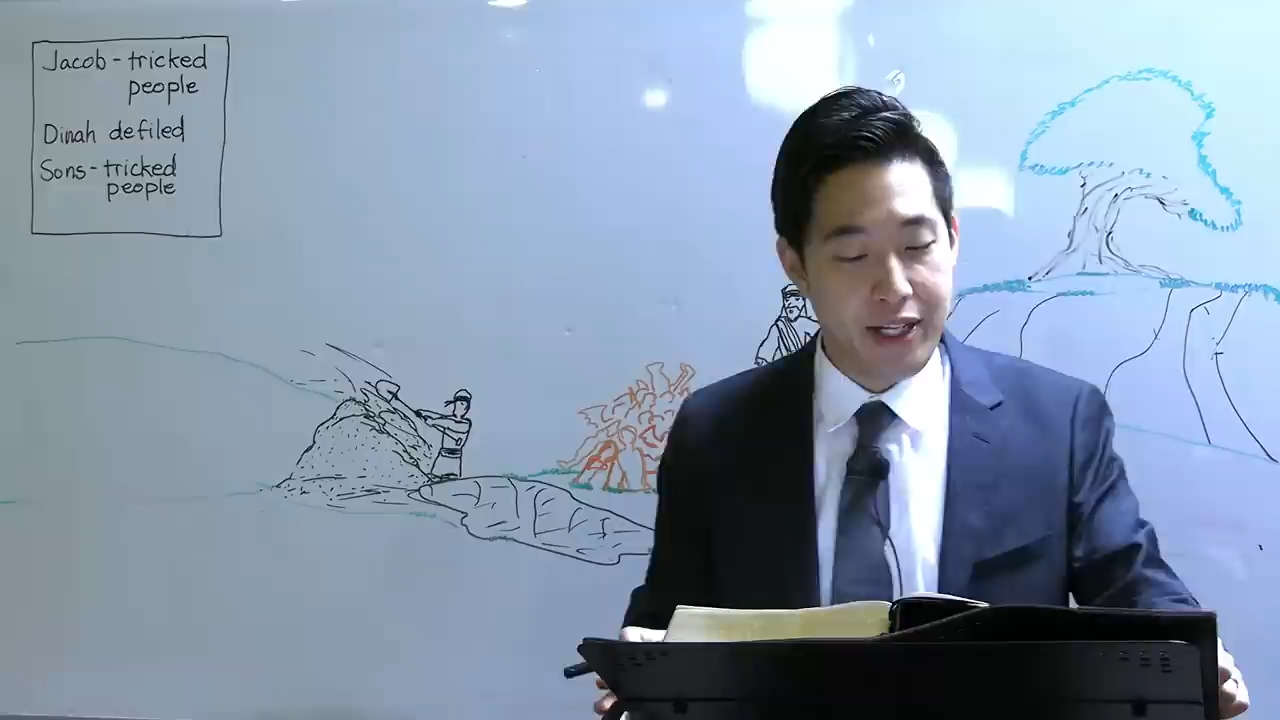 Jacob - tricked
people
Dinah defiled
Sons - tricked
people